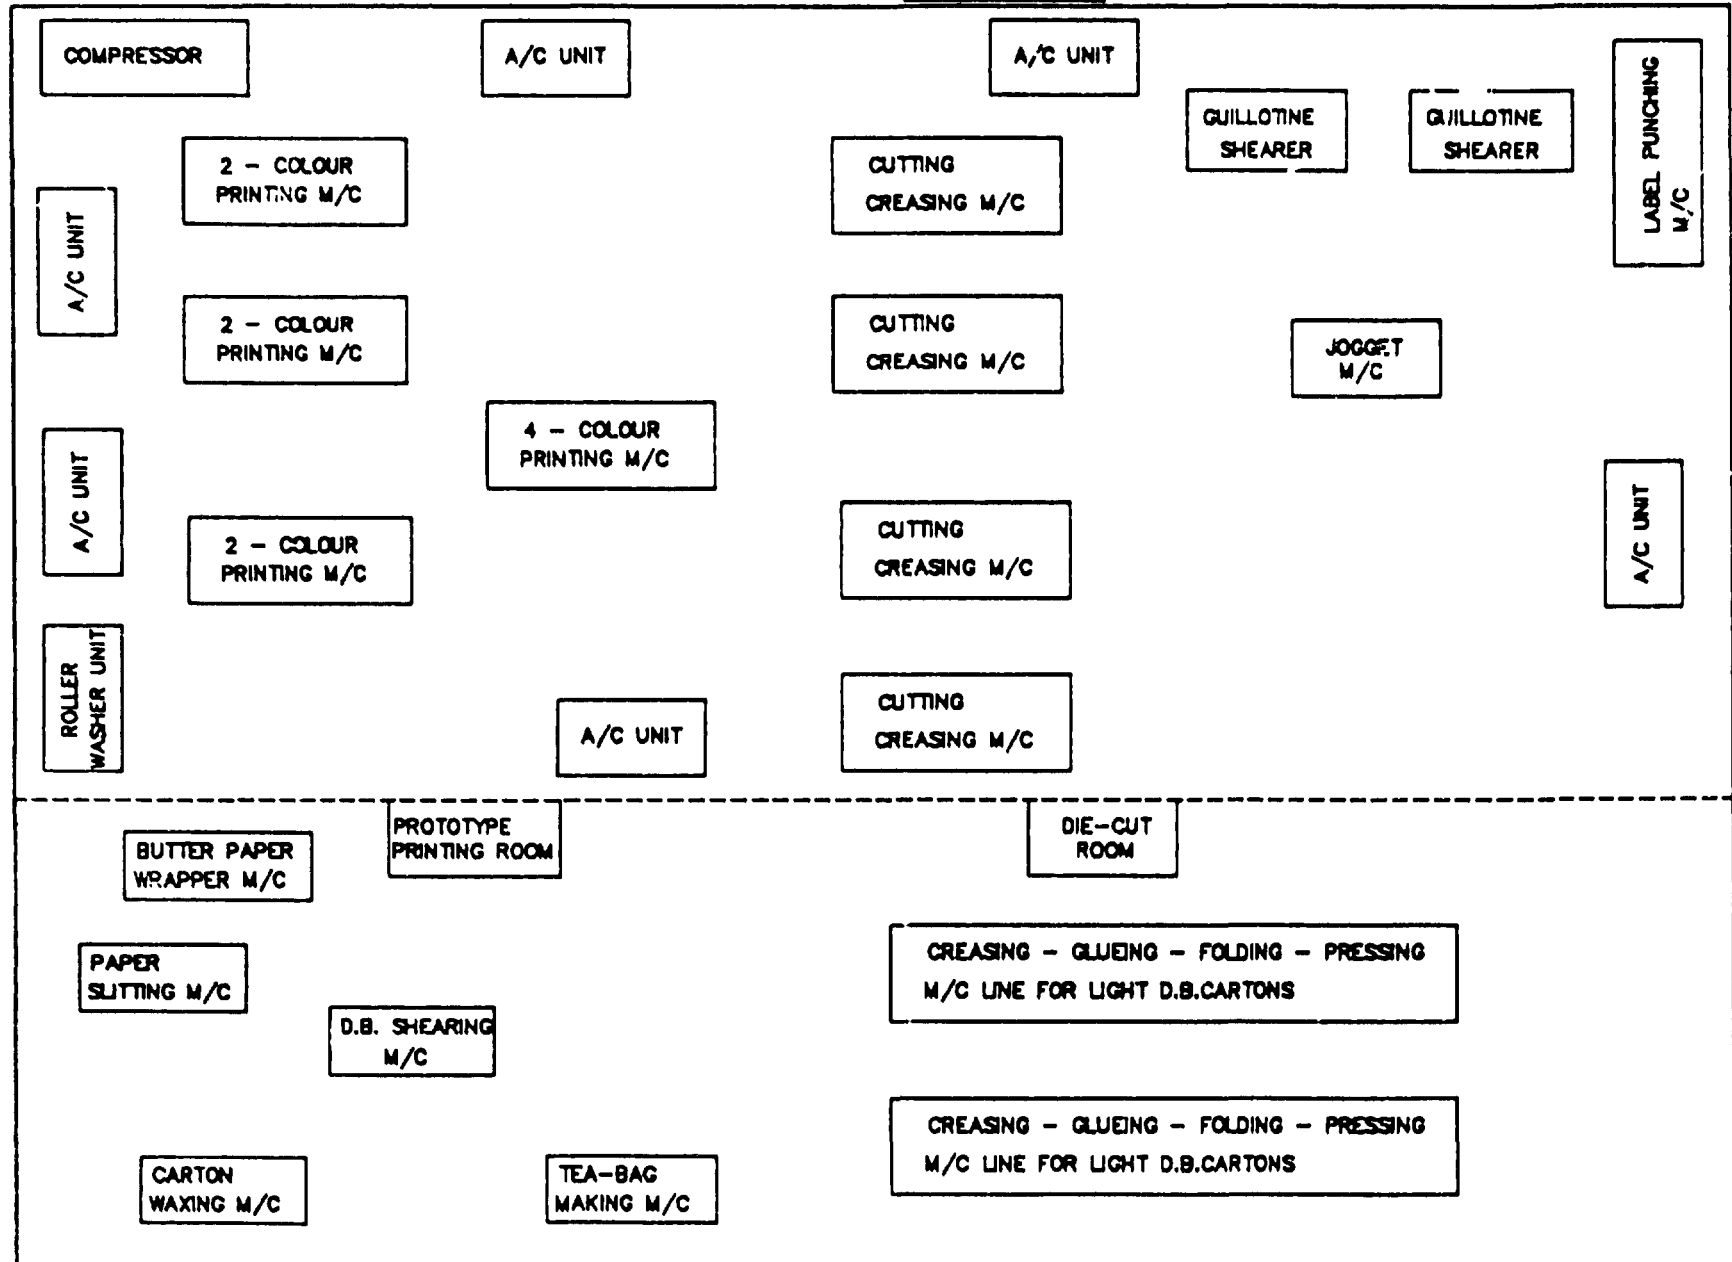 COMPRESSOR
A/C UNIT
A/C UNIT
GUILLOTINE
SHEARER
GUILLOTINE
SHEARER
LABEL PUNCHING
M/C
2 - COLOUR
PRINTING M/C
CUTTING
CREASING M/C
A/C UNIT
2 - COLOUR
PRINTING M/C
CUTTING
CREASING M/C
JOGGET
M/C
4 - COLOUR
PRINTING M/C
A/C UNIT
2 - COLOUR
PRINTING M/C
CUTTING
CREASING M/C
A/C UNIT
ROLLER
WASHER UNIT
A/C UNIT
CUTTING
CREASING M/C
PROTOTYPE
PRINTING ROOM
DIE-CUT
ROOM
BUTTER PAPER
WRAPPER M/C
PAPER
SLITTING M/C
CREASING - GLUEING - FOLDING - PRESSING
M/C LINE FOR LIGHT D.B.CARTONS
D.B. SHEARING
M/C
CREASING - GLUEING - FOLDING - PRESSING
M/C LINE FOR LIGHT D.B.CARTONS
CARTON
WAXING M/C
TEA-BAG
MAKING M/C